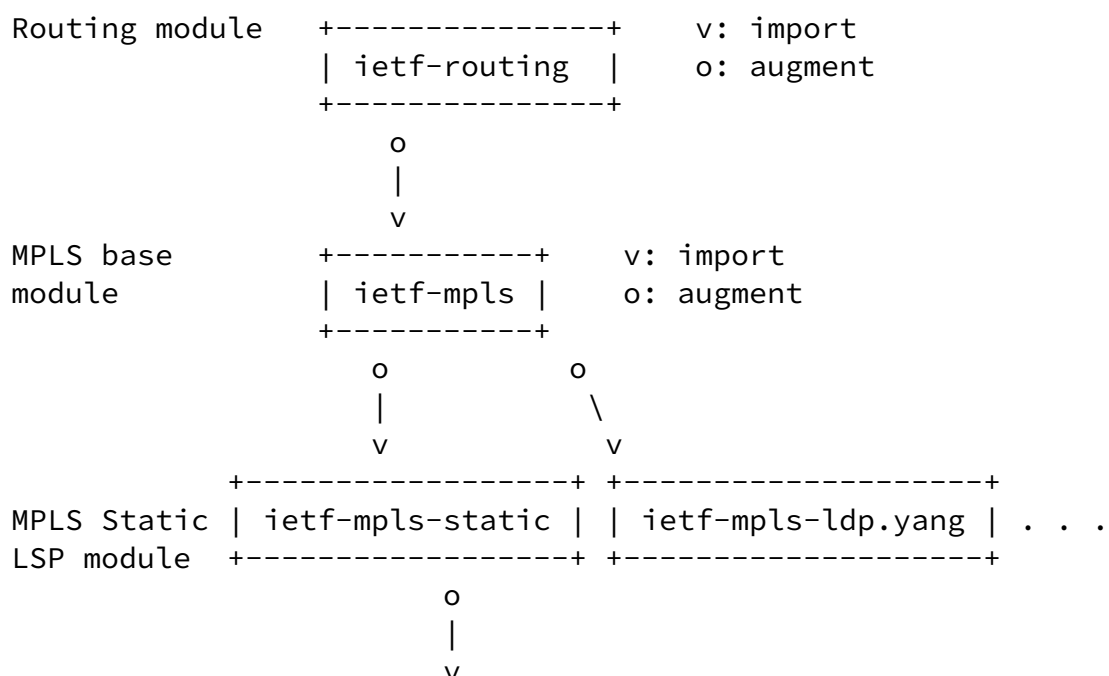 Routing module    +---------------+    v: import
                  | ietf-routing  |    o: augment
                  +---------------+
                      o
                      |
                      v
MPLS base         +-----------+    v: import
module            | ietf-mpls |    o: augment
                  +-----------+
                     o          o
                     |           \
                     v            v
            +------------------+ +--------------------+
MPLS Static | ietf-mpls-static | | ietf-mpls-ldp.yang | . . .
LSP module  +------------------+ +--------------------+
                         o
                         |
                         v